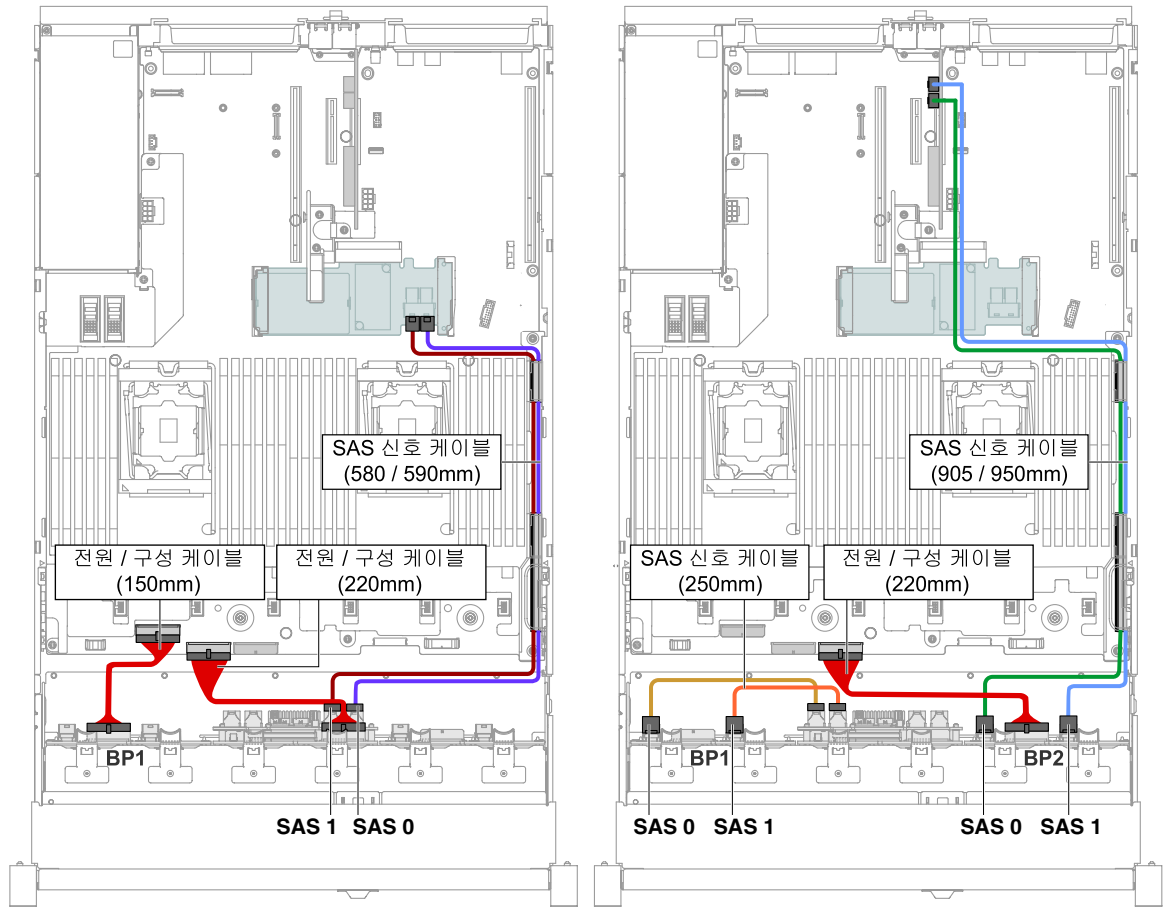 SAS 신호 케이블
(580 / 590mm)
전원 / 구성 케이블
(150mm)
전원 / 구성 케이블
(220mm)
BP1
SAS 1
SAS 0
SAS 신호 케이블
(905 / 950mm)
SAS 신호 케이블
(250mm)
전원 / 구성 케이블
(220mm)
BP1
BP2
SAS 0
SAS 1
SAS 0
SAS 1